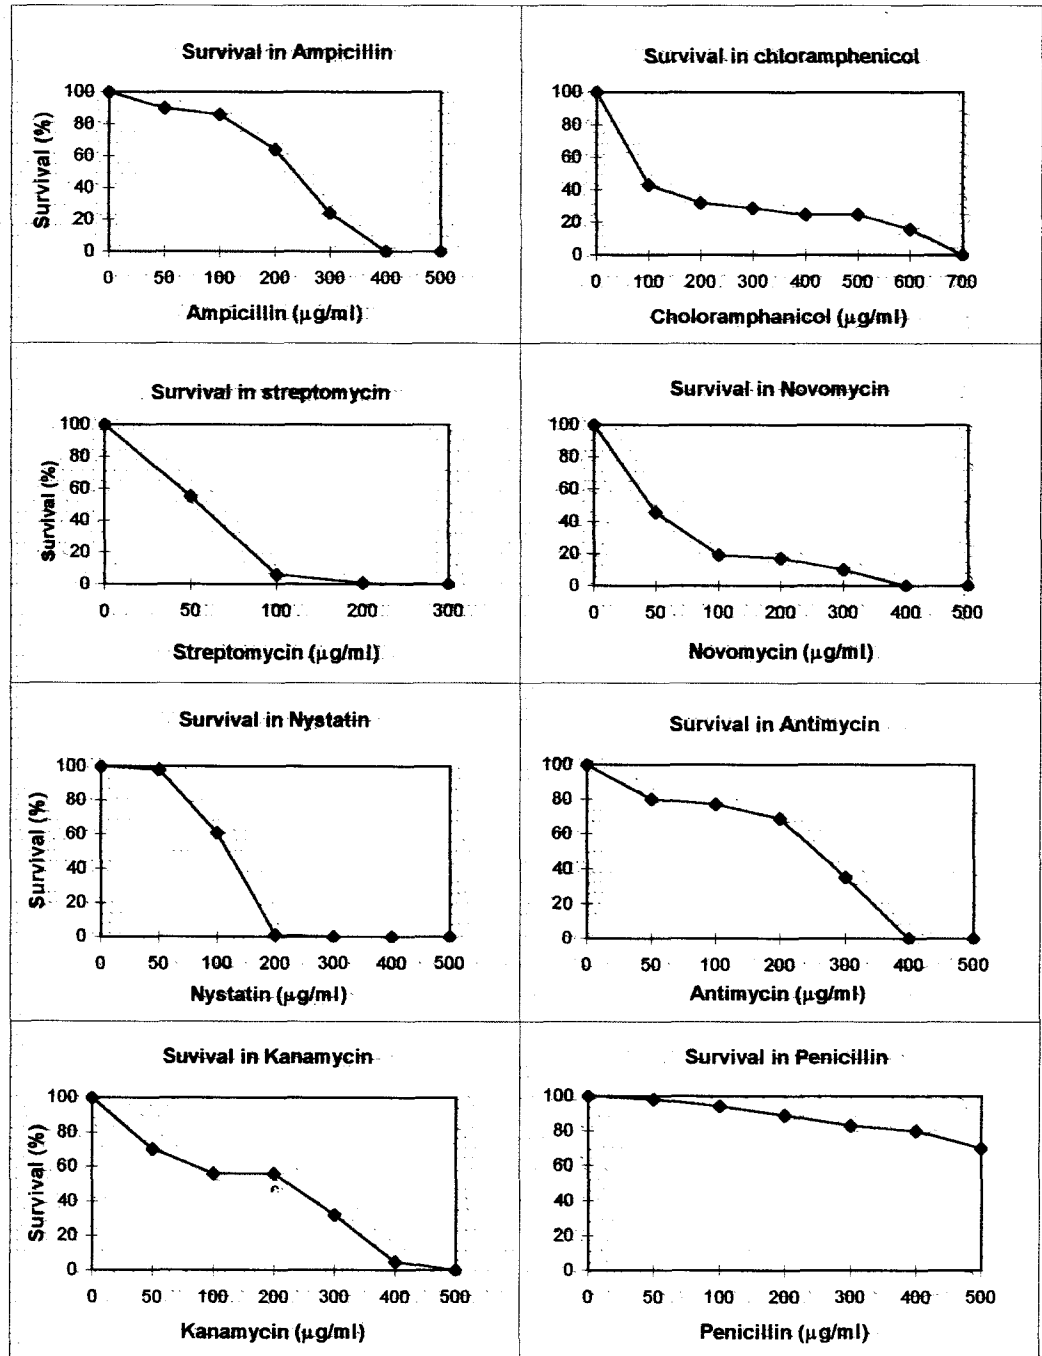 Survival in Ampicillin
Survival (%)
100
80
60
40
20
0
0 50 100 200 300 400 500
Ampicillin (μg/ml)
Survival in chloramphenicol
100
80
60
40
20
0
0 100 200 300 400 500 600 700
Choloramphanicol (μg/ml)
Survival in streptomycin
Survival (%)
100
80
60
40
20
0
0 50 100 200 300
Streptomycin (μg/ml)
Survival in Novomycin
100
80
60
40
20
0
0 50 100 200 300 400 500
Novomycin (μg/ml)
Survival in Nystatin
Survival (%)
100
80
60
40
20
0
0 50 100 200 300 400 500
Nystatin (μg/ml)
Survival in Antimycin
100
80
60
40
20
0
0 50 100 200 300 400 500
Antimycin (μg/ml)
Suvival in Kanamycin
Survival (%)
100
80
60
40
20
0
0 50 100 200 300 400 500
Kanamycin (μg/ml)
Survival in Penicillin
100
80
60
40
20
0
0 50 100 200 300 400 500
Penicillin (μg/ml)